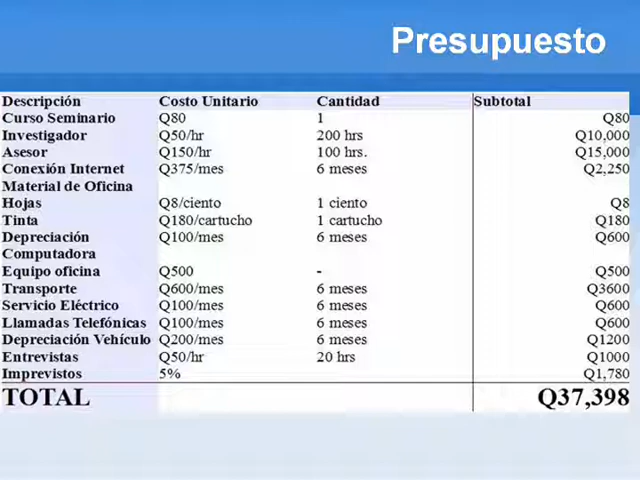 Presupuesto
Descripción Costo Unitario Cantidad Subtotal
Curso Seminario Q80 1 Q80
Investigador Q50/hr 200 hrs Q10,000
Asesor Q150/hr 100 hrs. Q15,000
Conexión Internet Q375/mes 6 meses Q2,250
Material de Oficina
Hojas Q8/ciento 1 ciento Q8
Tinta Q180/cartucho 1 cartucho Q180
Depreciación Q100/mes 6 meses Q600
Computadora
Equipo oficina Q500 - Q500
Transporte Q600/mes 6 meses Q3600
Servicio Eléctrico Q100/mes 6 meses Q600
Llamadas Telefónicas Q100/mes 6 meses Q600
Depreciación Vehículo Q200/mes 6 meses Q1200
Entrevistas Q50/hr 20 hrs Q1000
Imprevistos 5% Q1,780
TOTAL Q37,398